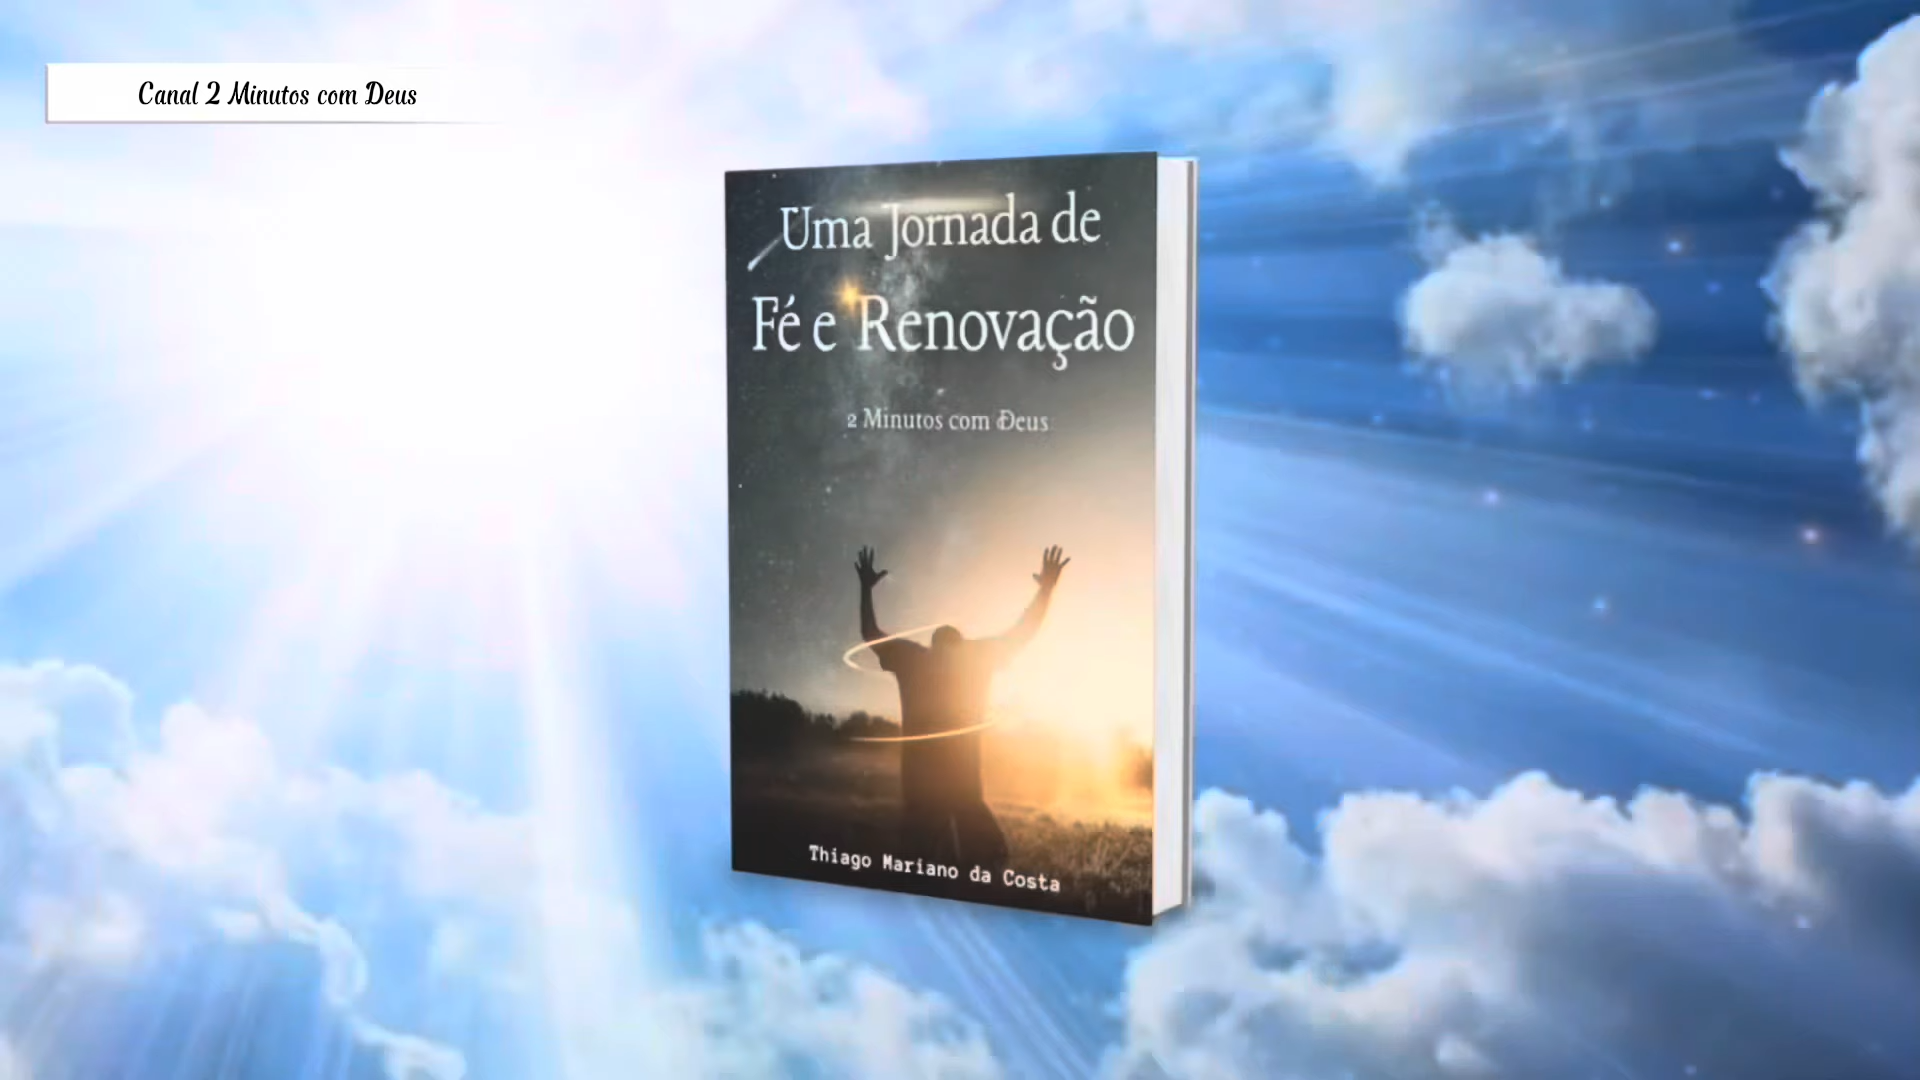 Canal 2 Minutos com Deus
Uma Jornada de
Fé e Renovação
2 Minutos com Deus
Thiago Mariano da Costa